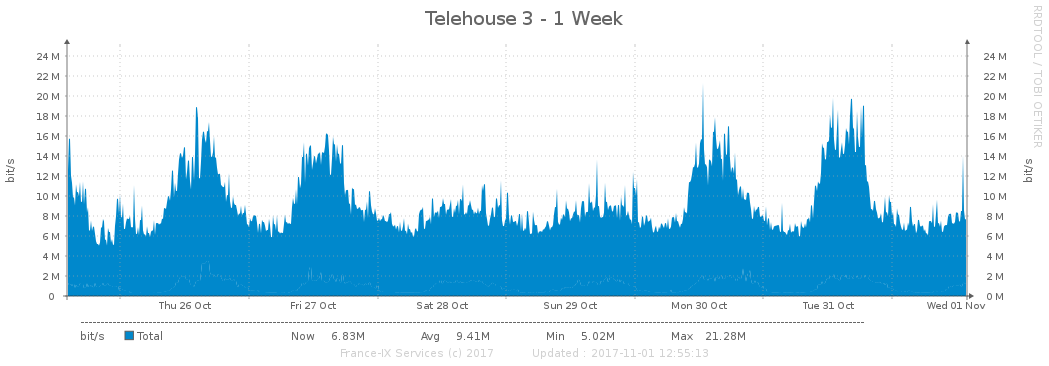 Telehouse 3 - 1 Week
RRDTOOL / TOBI OETIKER
bit/s
24 M 24 M
22 M 22 M
20 M 20 M
18 M 18 M
16 M 16 M
14 M 14 M
12 M 12 M
10 M 10 M
8 M 8 M
6 M 6 M
4 M 4 M
2 M 2 M
0 0 M
bit/s
Thu 26 Oct Fri 27 Oct Sat 28 Oct Sun 29 Oct Mon 30 Oct Tue 31 Oct Wed 01 Nov
bit/s Total Now 6.83M Avg 9.41M Min 5.02M Max 21.28M
France-IX Services (c) 2017 Updated : 2017-11-01 12:55:13